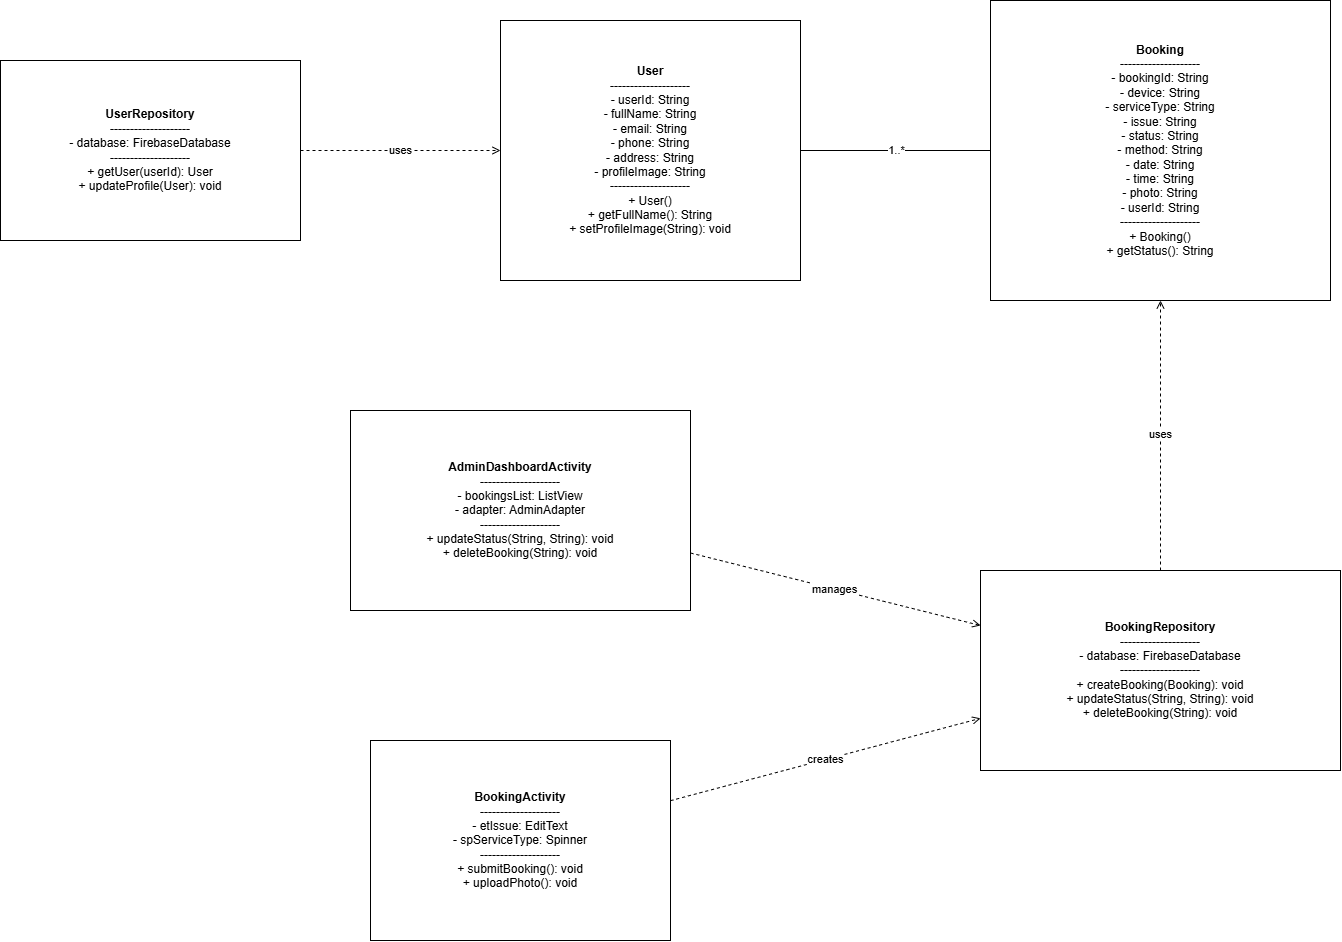 UserRepository
--------------------
- database: FirebaseDatabase
--------------------
+ getUser(userId): User
+ updateProfile(User): void
uses
User
--------------------
- userId: String
- fullName: String
- email: String
- phone: String
- address: String
- profileImage: String
--------------------
+ User()
+ getFullName(): String
+ setProfileImage(String): void
1..*
Booking
--------------------
- bookingId: String
- device: String
- serviceType: String
- issue: String
- status: String
- method: String
- date: String
- time: String
- photo: String
- userId: String
--------------------
+ Booking()
+ getStatus(): String
uses
AdminDashboardActivity
--------------------
- bookingsList: ListView
- adapter: AdminAdapter
--------------------
+ updateStatus(String, String): void
+ deleteBooking(String): void
manages
BookingRepository
--------------------
- database: FirebaseDatabase
--------------------
+ createBooking(Booking): void
+ updateStatus(String, String): void
+ deleteBooking(String): void
creates
BookingActivity
--------------------
- etIssue: EditText
- spServiceType: Spinner
--------------------
+ submitBooking(): void
+ uploadPhoto(): void